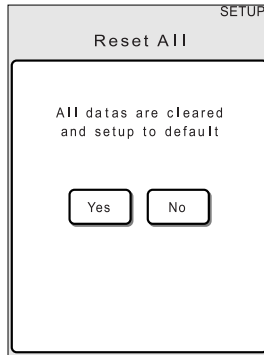 SETUP
Reset All
All datas are cleared
and setup to default
Yes No